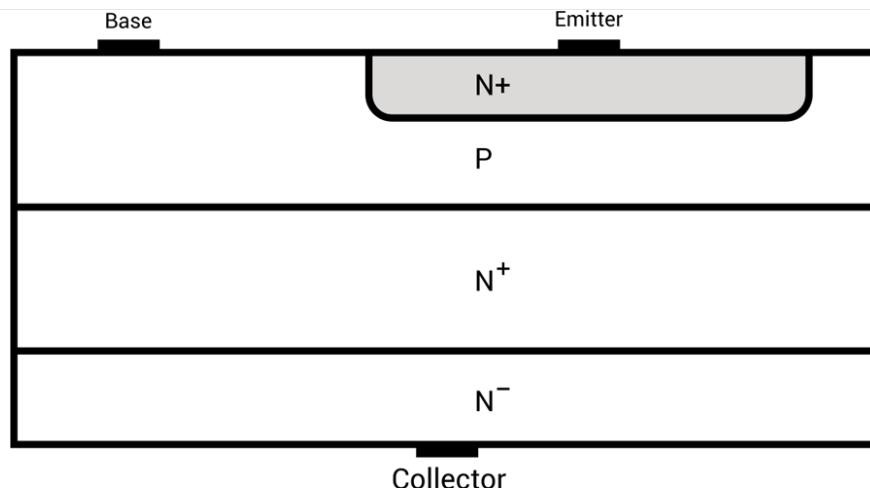 Base
Emitter
N+
P
N⁺
N⁻
Collector